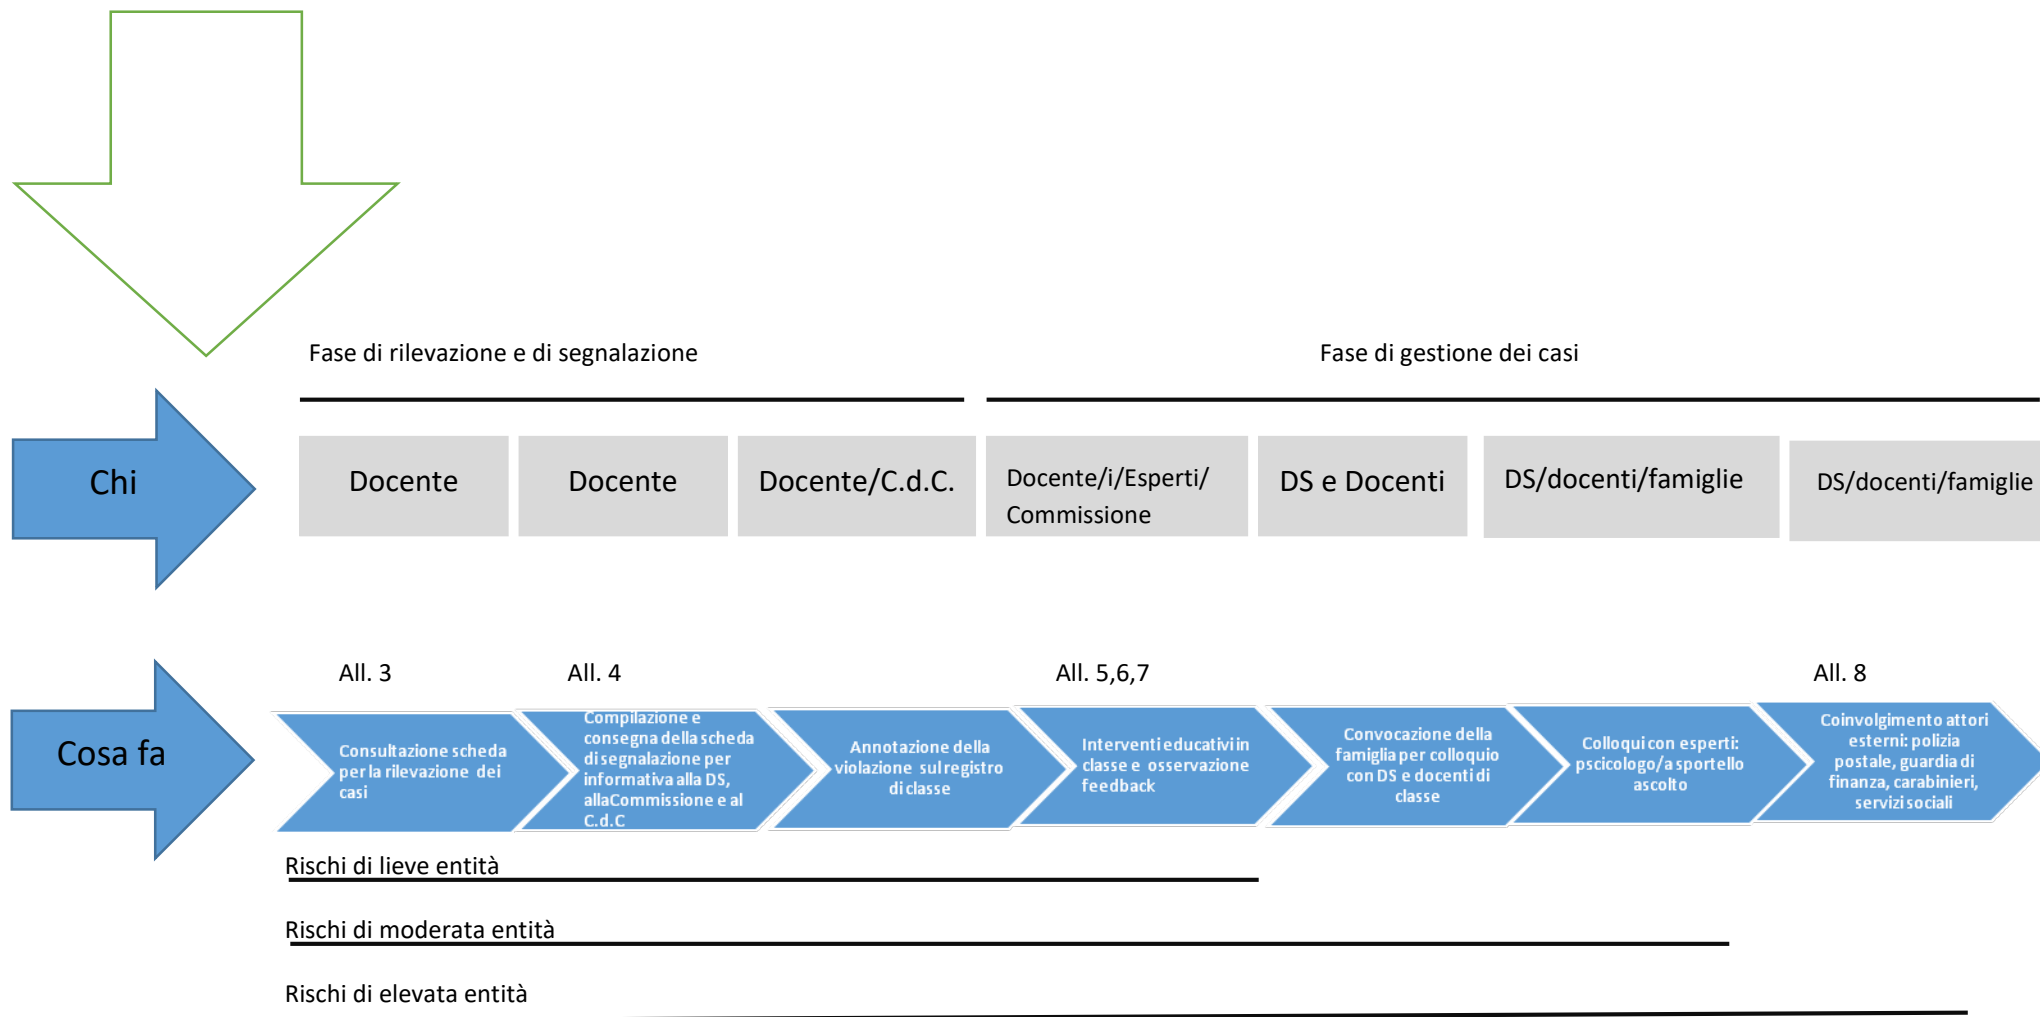 Fase di rilevazione e di segnalazione
Fase di gestione dei casi
Chi
Docente
Docente
Docente/C.d.C.
Docente/i/Esperti/
Commissione
DS e Docenti
DS/docenti/famiglie
DS/docenti/famiglie
All. 3
All. 4
All. 5,6,7
All. 8
Cosa fa
Consultazione scheda
per la rilevazione dei
casi
Compilazione e
consegna della scheda
di segnalazione per
informativa alla DS,
allaCommissione e al
C.d.C
Annotazione della
violazione sul registro
di classe
Interventi educativi in
classe e osservazione
feedback
Convocazione della
famiglia per colloquio
con DS e docenti di
classe
Colloqui con esperti:
pscicologo/a sportello
ascolto
Coinvolgimento attori
esterni: polizia
postale, guardia di
finanza, carabinieri,
servizi sociali
Rischi di lieve entità
Rischi di moderata entità
Rischi di elevata entità